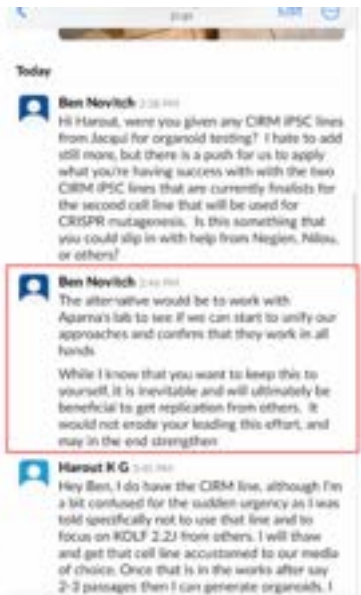 Today
Ben Novitch
Hi Harout, were you given any CIRM iPSC lines
from Jacqui for organoid testing? I hate to add
still more, but there is a push for us to apply
what you're having success with with the two
CIRM iPSC lines that are currently finalists for
the second cell line that will be used for
CRISPR mutagenesis. Is this something that
you could slip in with help from Negien, Nilou,
or others?
Ben Novitch
The alternative would be to work with
Aparna's lab to see if we can start to unify our
approaches and confirm that they work in all
hands
While I know that you want to keep this to
yourself, it is inevitable and will ultimately be
beneficial to get replication from others. It
would not erode your leading this effort, and
may in the end strengthen
Harout K G
Hey Ben, I do have the CIRM line, although I'm
a bit confused for the sudden urgency as I was
told specifically not to use that line and to
focus on KOLF 2.2J from others. I will thaw
and get that cell line accustomed to our media
of choice. Once that is in the works after say
2-3 passages then I can generate organoids. I